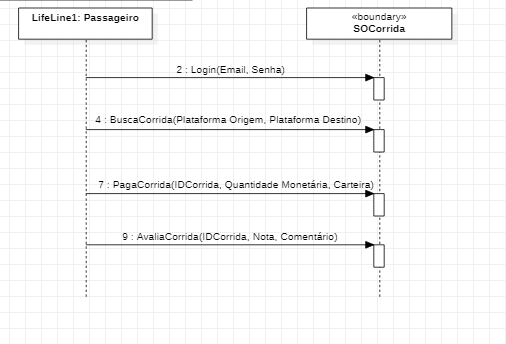 LifeLine1: Passageiro
«boundary»
SOCorrida
2 : Login(Email, Senha)
4 : BuscaCorrida(Plataforma Origem, Plataforma Destino)
7 : PagaCorrida(IDCorrida, Quantidade Monetária, Carteira)
9 : AvaliaCorrida(IDCorrida, Nota, Comentário)